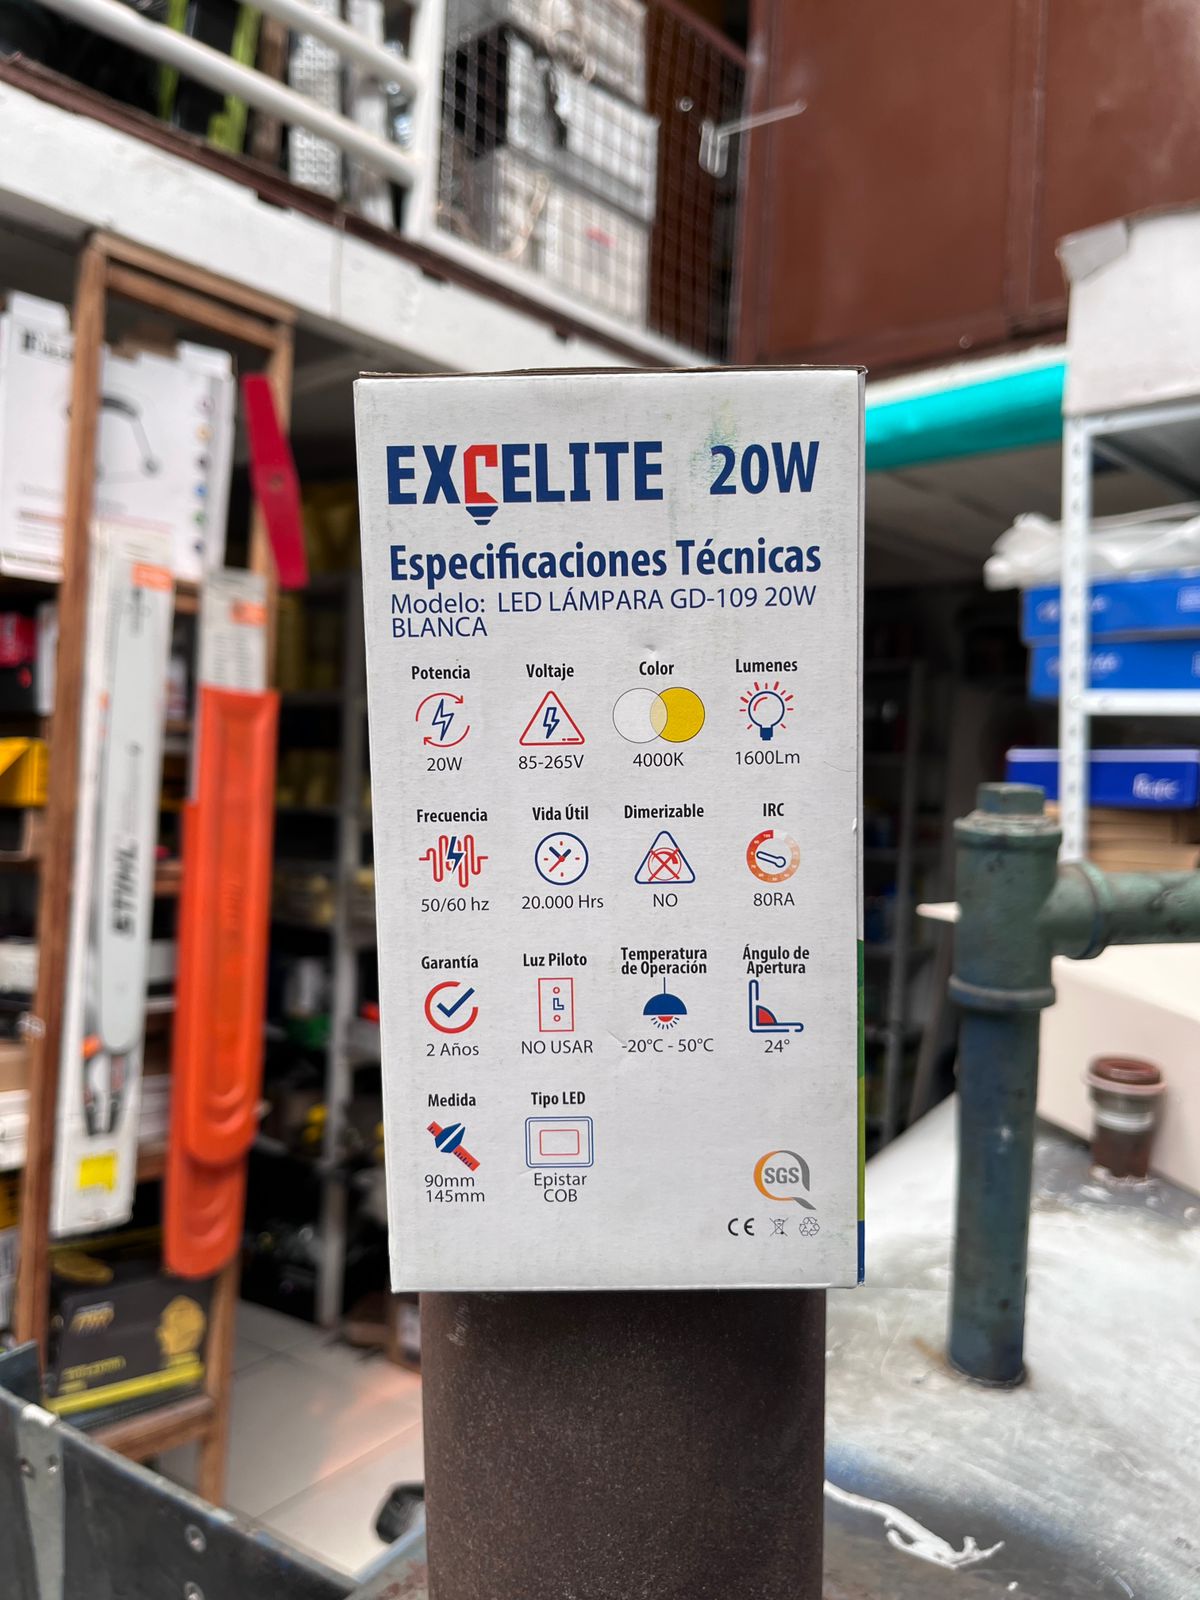 EXCELITE 20W
Especificaciones Técnicas
Modelo: LED LÁMPARA GD-109 20W
BLANCA
Potencia Voltaje Color Lumenes
20W 85-265V 4000K 1600Lm
Frecuencia Vida Útil Dimerizable IRC
50/60 hz 20.000 Hrs NO 80RA
Garantía Luz Piloto Temperatura de Operación Ángulo de Apertura
2 Años NO USAR -20°C - 50°C 24°
Medida Tipo LED
90mm Epistar
145mm COB
SGS
CE
STIHL